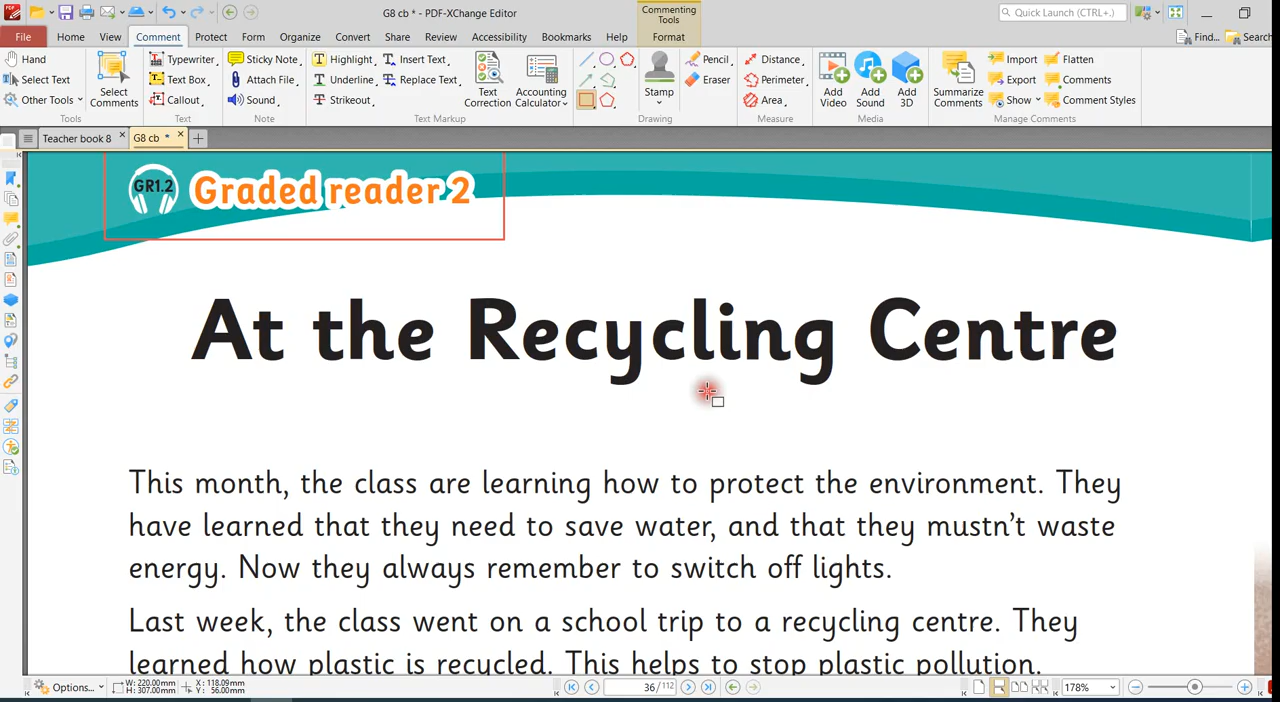 G8 cb * - PDF-XChange Editor
Commenting Tools
Quick Launch (CTRL+.)
File Home View Comment Protect Form Organize Convert Share Review Accessibility Bookmarks Help Format Find... Search
Hand
Select Text
Other Tools
Select Comments
Tools
Typewriter
Text Box
Callout
Text
Sticky Note
Attach File
Sound
Note
Highlight
Underline
Strikeout
Insert Text
Replace Text
Text Correction
Accounting Calculator
Text Markup
Pencil
Eraser
Stamp
Drawing
Distance
Perimeter
Area
Measure
Add Video
Add Sound
Add 3D
Media
Summarize Comments
Import
Export
Show
Flatten
Comments
Comment Styles
Manage Comments
Teacher book 8 G8 cb *
GR1.2 Graded reader 2
At the Recycling Centre
This month, the class are learning how to protect the environment. They
have learned that they need to save water, and that they mustn't waste
energy. Now they always remember to switch off lights.
Last week, the class went on a school trip to a recycling centre. They
learned how plastic is recycled. This helps to stop plastic pollution.
Options...
W: 220.00mm
H: 307.00mm
X: 118.09mm
Y: 56.00mm
36 / 112
178%